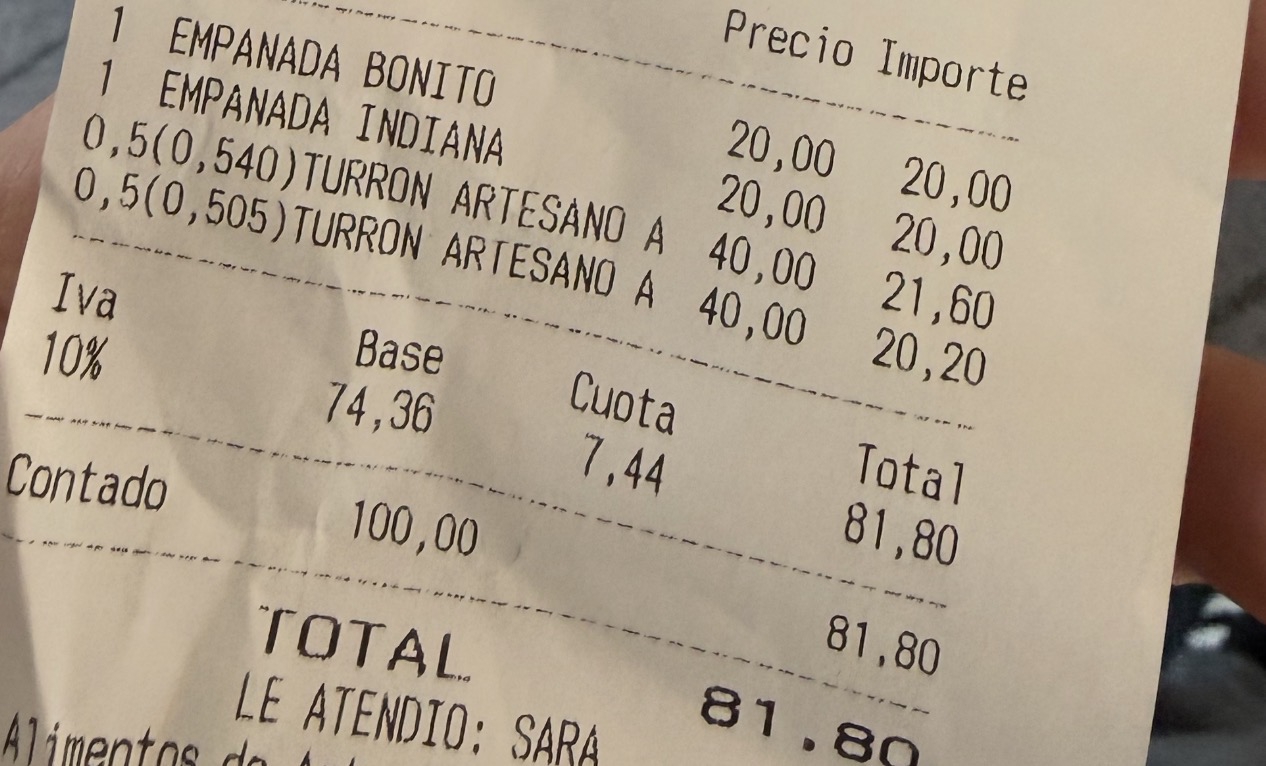 Precio Importe
1 EMPANADA BONITO 20,00 20,00
1 EMPANADA INDIANA 20,00 20,00
0,5(0,540)TURRON ARTESANO A 40,00 21,60
0,5(0,505)TURRON ARTESANO A 40,00 20,20
Iva Base Cuota Total
10% 74,36 7,44 81,80
Contado 100,00 81,80
TOTAL 81.80
LE ATENDIO: SARA
Alimentos de